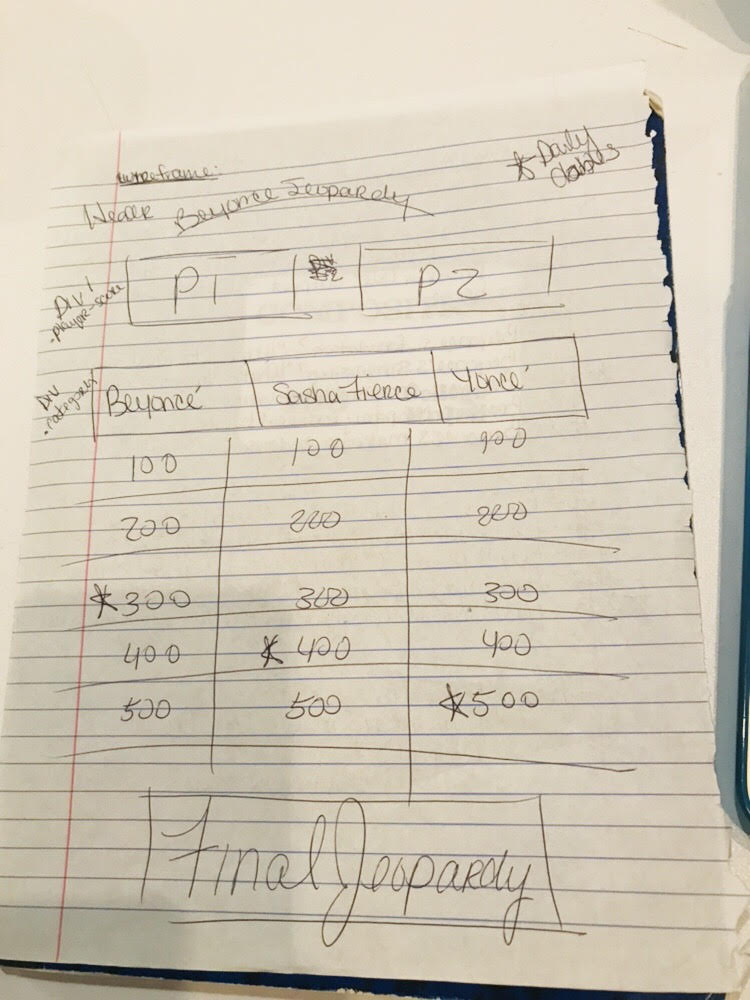 wireframe:
* Daily doubles
Header Beyonce Jeopardy
Div 1
.player-score
P1
P2
Div
.category
Beyoncé
Sasha Fierce
Yoncé
100 100 100
200 200 200
*300 300 300
400 *400 400
500 500 *500
Final Jeopardy